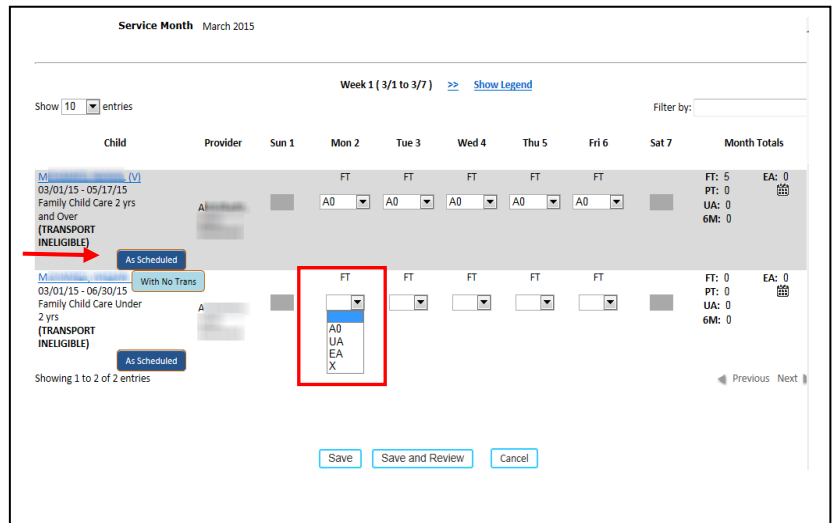 Service Month March 2015
Week 1 ( 3/1 to 3/7 ) >> Show Legend
Show 10 entries Filter by:
Child Provider Sun 1 Mon 2 Tue 3 Wed 4 Thu 5 Fri 6 Sat 7 Month Totals
M (V) FT FT FT FT FT FT: 5 EA: 0
03/01/15 - 05/17/15 PT: 0
Family Child Care 2 yrs A A0 A0 A0 A0 A0 UA: 0
and Over 6M: 0
(TRANSPORT
INELIGIBLE)
As Scheduled
M With No Trans FT FT FT FT FT FT: 0 EA: 0
03/01/15 - 06/30/15 PT: 0
Family Child Care Under A UA: 0
2 yrs 6M: 0
(TRANSPORT
INELIGIBLE)
A0
UA
EA
X
As Scheduled
Showing 1 to 2 of 2 entries Previous Next
Save Save and Review Cancel